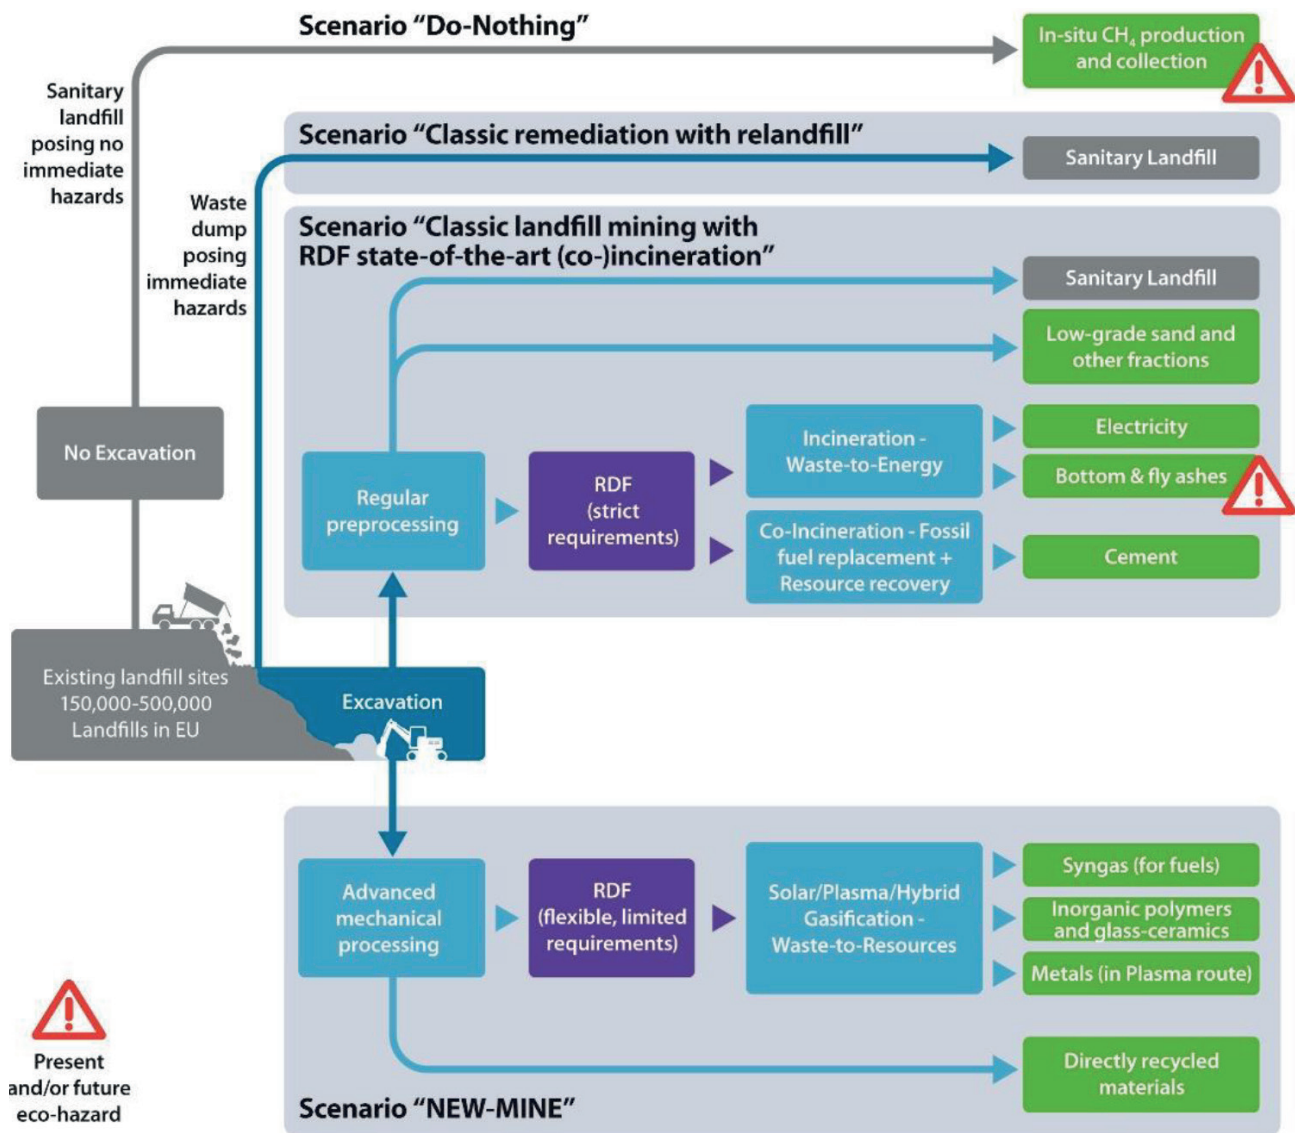 Scenario “Do-Nothing”
In-situ CH₄ production
and collection
Sanitary
landfill
posing no
immediate
hazards
Scenario “Classic remediation with relandfill”
Sanitary Landfill
Waste
dump
posing
immediate
hazards
Scenario “Classic landfill mining with
RDF state-of-the-art (co-)incineration”
Sanitary Landfill
Low-grade sand and
other fractions
No Excavation
Regular
preprocessing
RDF
(strict
requirements)
Incineration -
Waste-to-Energy
Electricity
Bottom & fly ashes
Co-Incineration - Fossil
fuel replacement +
Resource recovery
Cement
Existing landfill sites
150,000-500,000
Landfills in EU
Excavation
Advanced
mechanical
processing
RDF
(flexible, limited
requirements)
Solar/Plasma/Hybrid
Gasification -
Waste-to-Resources
Syngas (for fuels)
Inorganic polymers
and glass-ceramics
Metals (in Plasma route)
Directly recycled
materials
Scenario “NEW-MINE”
Present
and/or future
eco-hazard